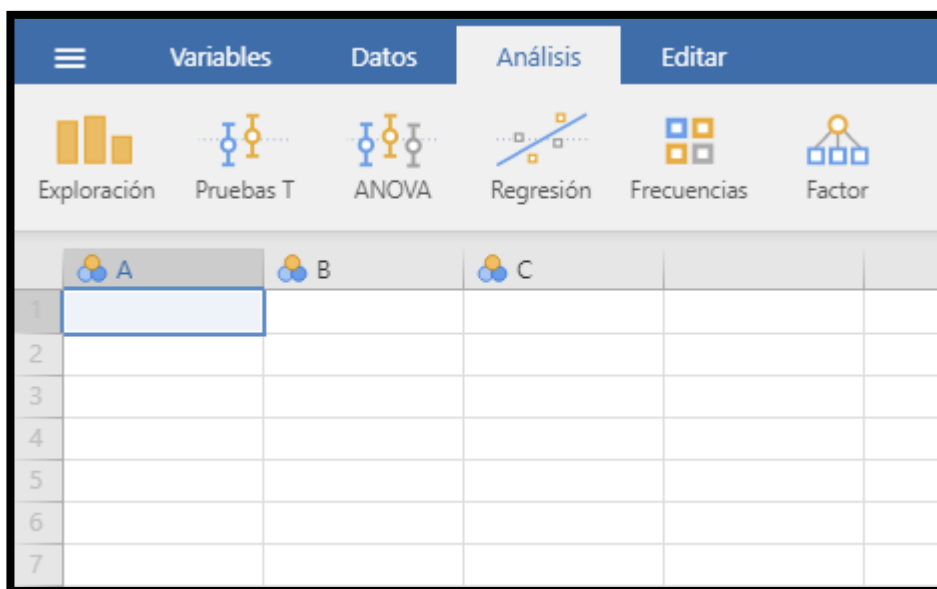 Variables Datos Análisis Editar
Exploración Pruebas T ANOVA Regresión Frecuencias Factor
A B C
1
2
3
4
5
6
7